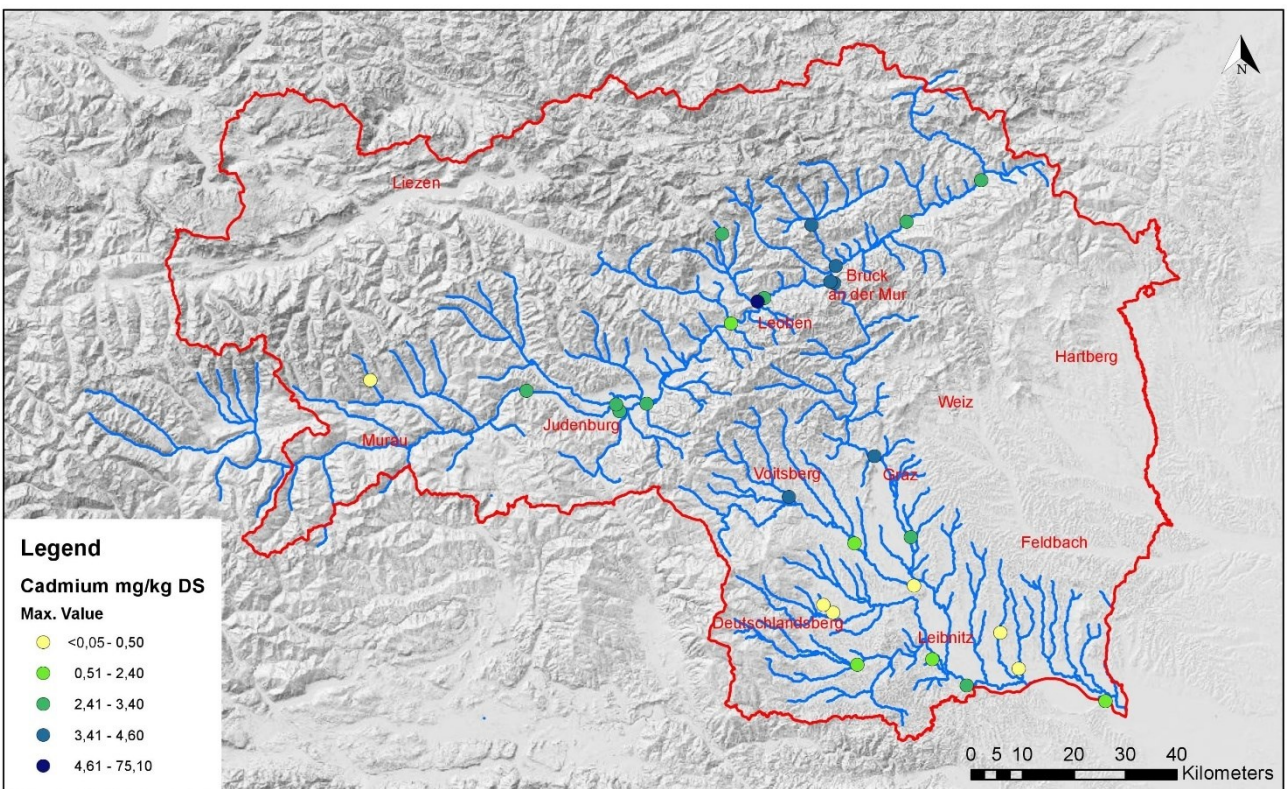 N
Liezen
Bruck
an der Mur
Leoben
Hartberg
Weiz
Judenburg
Murau
Voitsberg
Graz
Feldbach
Deutschlandsberg
Leibnitz
Legend
Cadmium mg/kg DS
Max. Value
<0,05 - 0,50
0,51 - 2,40
2,41 - 3,40
3,41 - 4,60
4,61 - 75,10
0 5 10 20 30 40
Kilometers